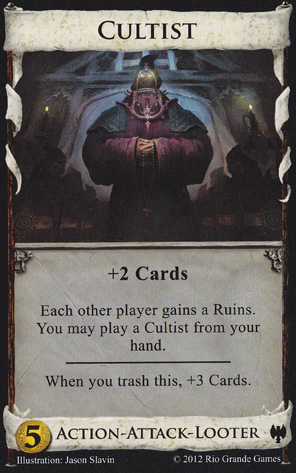 CULTIST
+2 Cards
Each other player gains a Ruins.
You may play a Cultist from your
hand.
When you trash this, +3 Cards.
5 ACTION-ATTACK-LOOTER
Illustration: Jason Slavin © 2012 Rio Grande Games